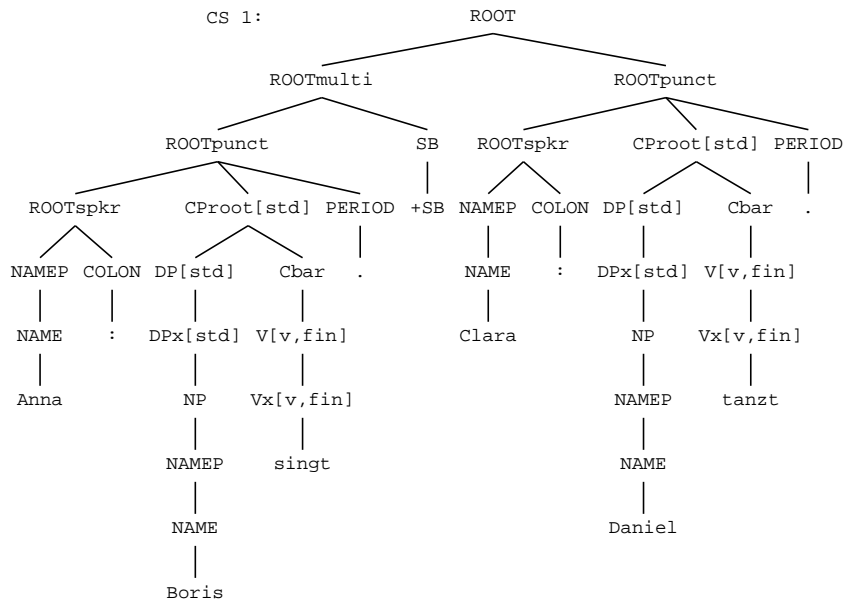 CS 1: ROOT
ROOTmulti ROOTpunct
ROOTpunct SB ROOTspkr CProot[std] PERIOD
ROOTspkr CProot[std] PERIOD +SB NAMEP COLON DP[std] Cbar .
NAMEP COLON DP[std] Cbar . NAME : DPx[std] V[v,fin]
NAME : DPx[std] V[v,fin] Clara NP Vx[v,fin]
Anna NP Vx[v,fin] NAMEP tanzt
NAMEP singt NAME
NAME Daniel
Boris